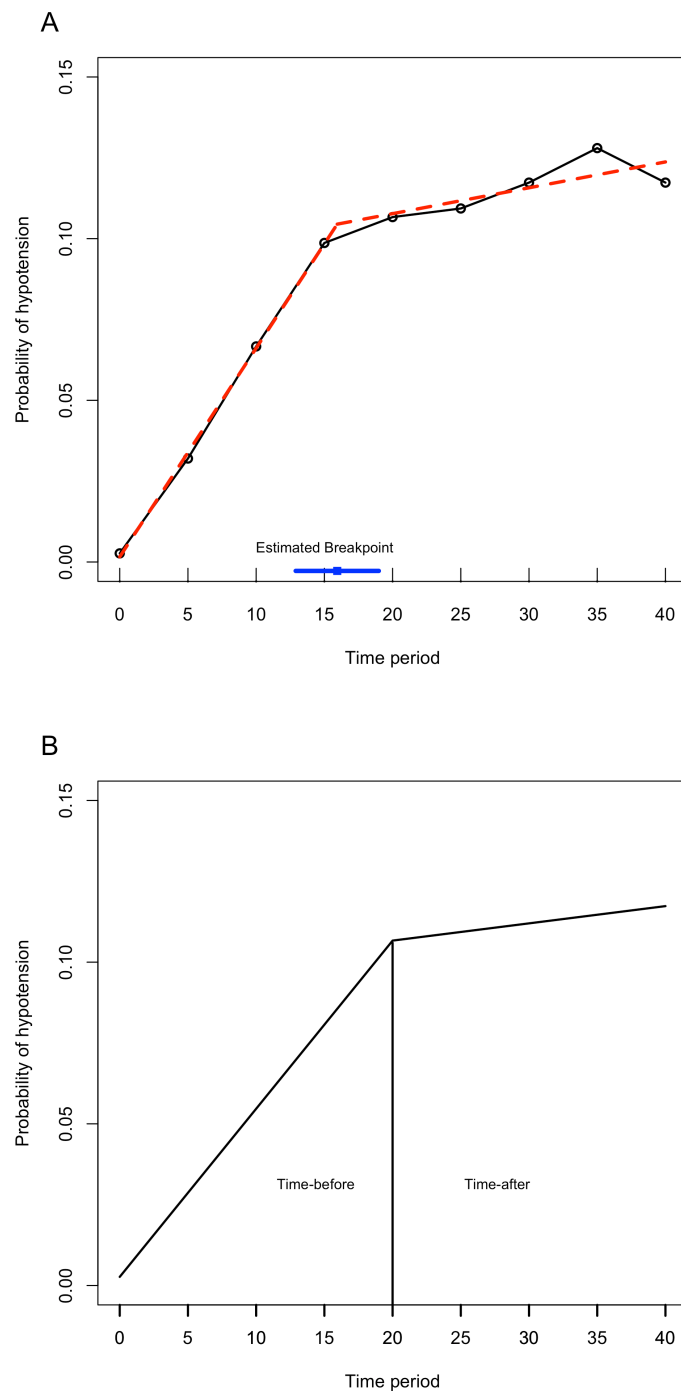 A
0.15
0.10
0.05
0.00
Probability of hypotension
Estimated Breakpoint
0 5 10 15 20 25 30 35 40
Time period
B
0.15
0.10
0.05
0.00
Probability of hypotension
Time-before Time-after
0 5 10 15 20 25 30 35 40
Time period